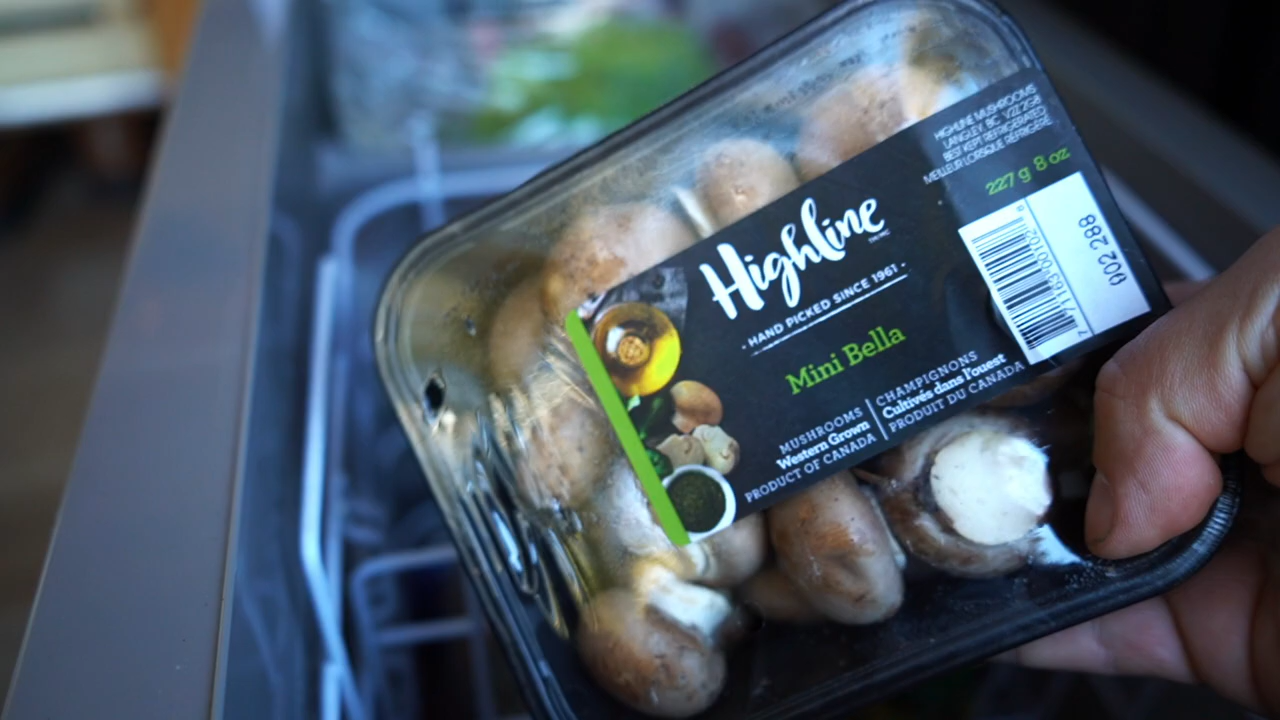 Highline
- HAND PICKED SINCE 1961 -
Mini Bella
MUSHROOMS
Western Grown
PRODUCT OF CANADA
CHAMPIGNONS
Cultivés dans l'ouest
PRODUIT DU CANADA
HIGHLINE MUSHROOMS
LANGLEY, BC V2Z 2G8
BEST KEPT REFRIGERATED
MEILLEUR LORSQUE RÉFRIGÉRÉ
227 g 8 oz
002 288